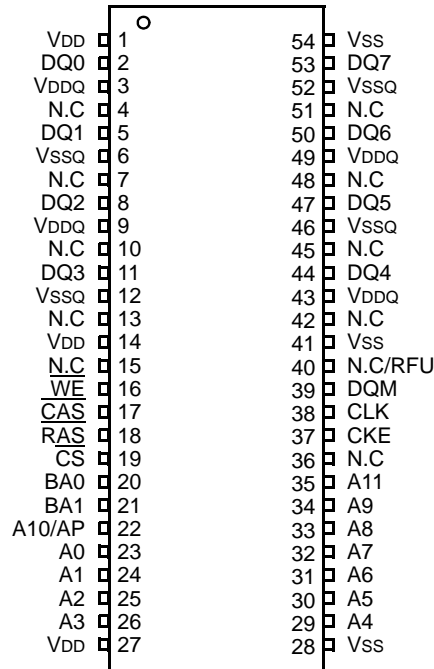 VDD 1 54 VSS
DQ0 2 53 DQ7
VDDQ 3 52 VSSQ
N.C 4 51 N.C
DQ1 5 50 DQ6
VSSQ 6 49 VDDQ
N.C 7 48 N.C
DQ2 8 47 DQ5
VDDQ 9 46 VSSQ
N.C 10 45 N.C
DQ3 11 44 DQ4
VSSQ 12 43 VDDQ
N.C 13 42 N.C
VDD 14 41 VSS
N.C 15 40 N.C/RFU
WE 16 39 DQM
CAS 17 38 CLK
RAS 18 37 CKE
CS 19 36 N.C
BA0 20 35 A11
BA1 21 34 A9
A10/AP 22 33 A8
A0 23 32 A7
A1 24 31 A6
A2 25 30 A5
A3 26 29 A4
VDD 27 28 VSS